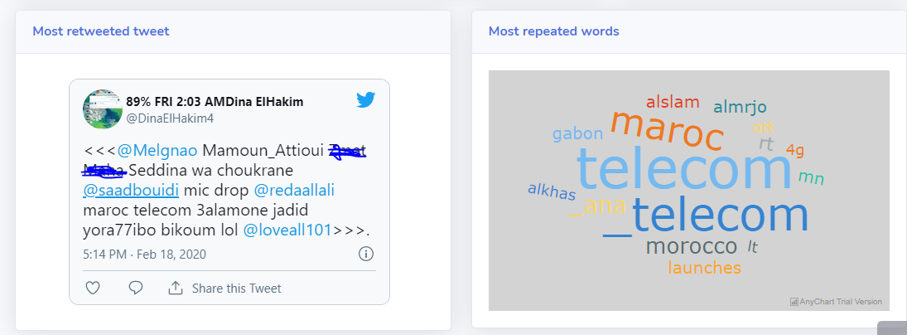 Most retweeted tweet
89% FRI 2:03 AMDina ElHakim
@DinaElHakim4
<<<@Melgnao Mamoun_Attioui
Seddina wa choukrane
@saadbouidi mic drop @redaallali
maroc telecom 3alamone jadid
yora77ibo bikoum lol @loveall101>>>.
5:14 PM · Feb 18, 2020
Share this Tweet
Most repeated words
alslam
almrjo
maroc
gabon
rt
4g
telecom
mn
alkhas
_ana
_telecom
morocco
lt
launches
AnyChart Trial Version